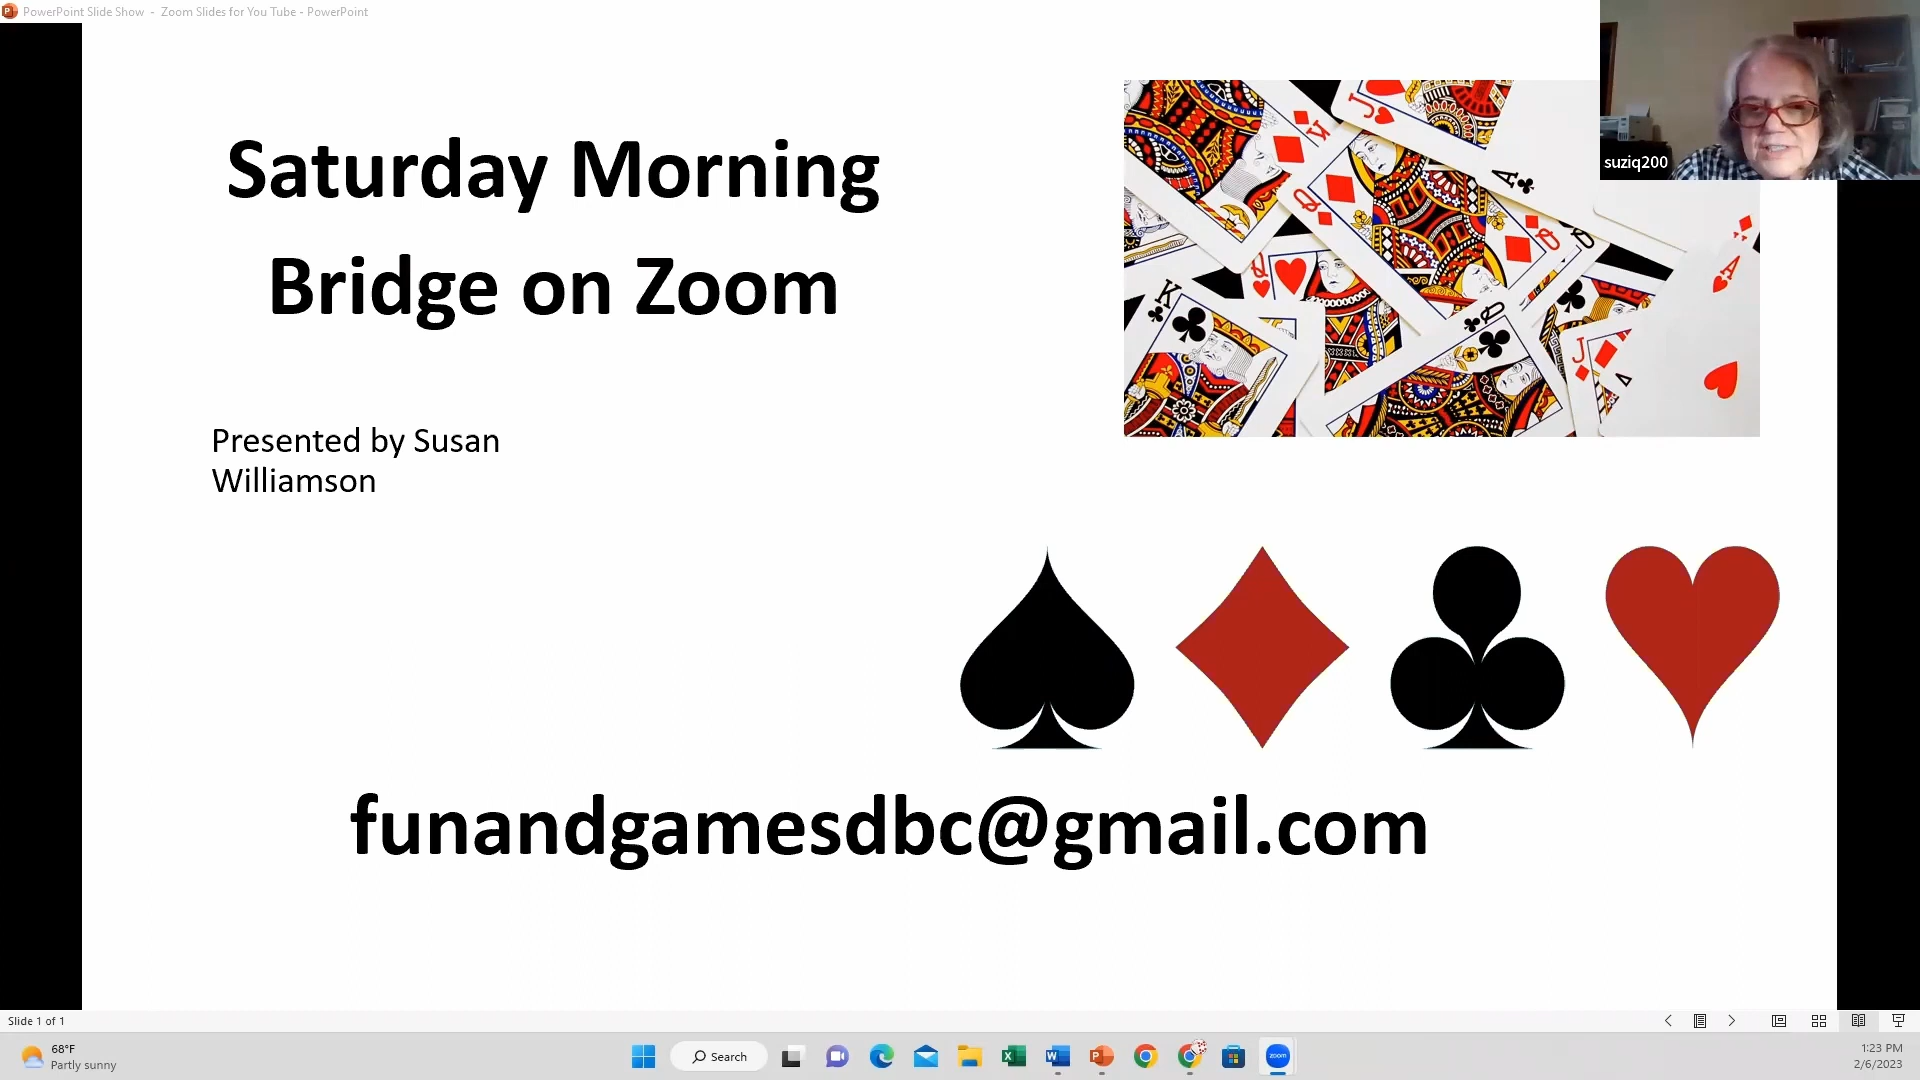 PowerPoint Slide Show - Zoom Slides for You Tube - PowerPoint
suziq200
Saturday Morning
Bridge on Zoom
Presented by Susan
Williamson
K
J
A
Q
Q
Q
Q
A
K
Q
J
A
funandgamesdbc@gmail.com
Slide 1 of 1
68°F
Partly sunny
Search
zoom
1:23 PM
2/6/2023